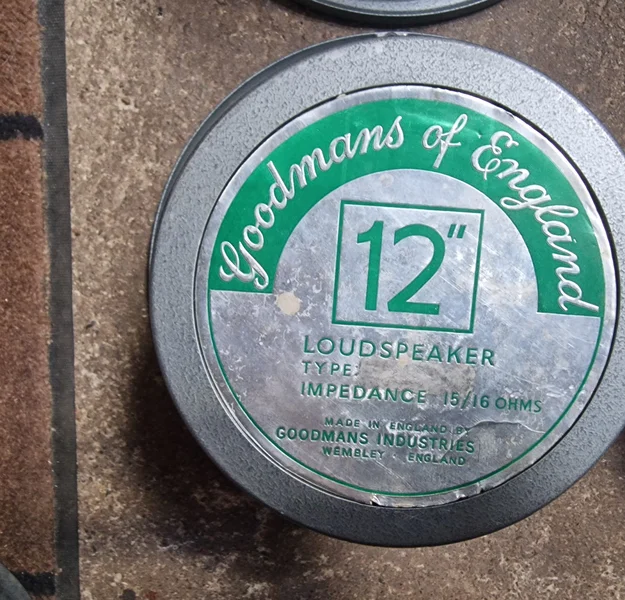 Goodmans of England
12"
LOUDSPEAKER
TYPE:
IMPEDANCE 15/16 OHMS
MADE IN ENGLAND BY
GOODMANS INDUSTRIES
WEMBLEY · ENGLAND